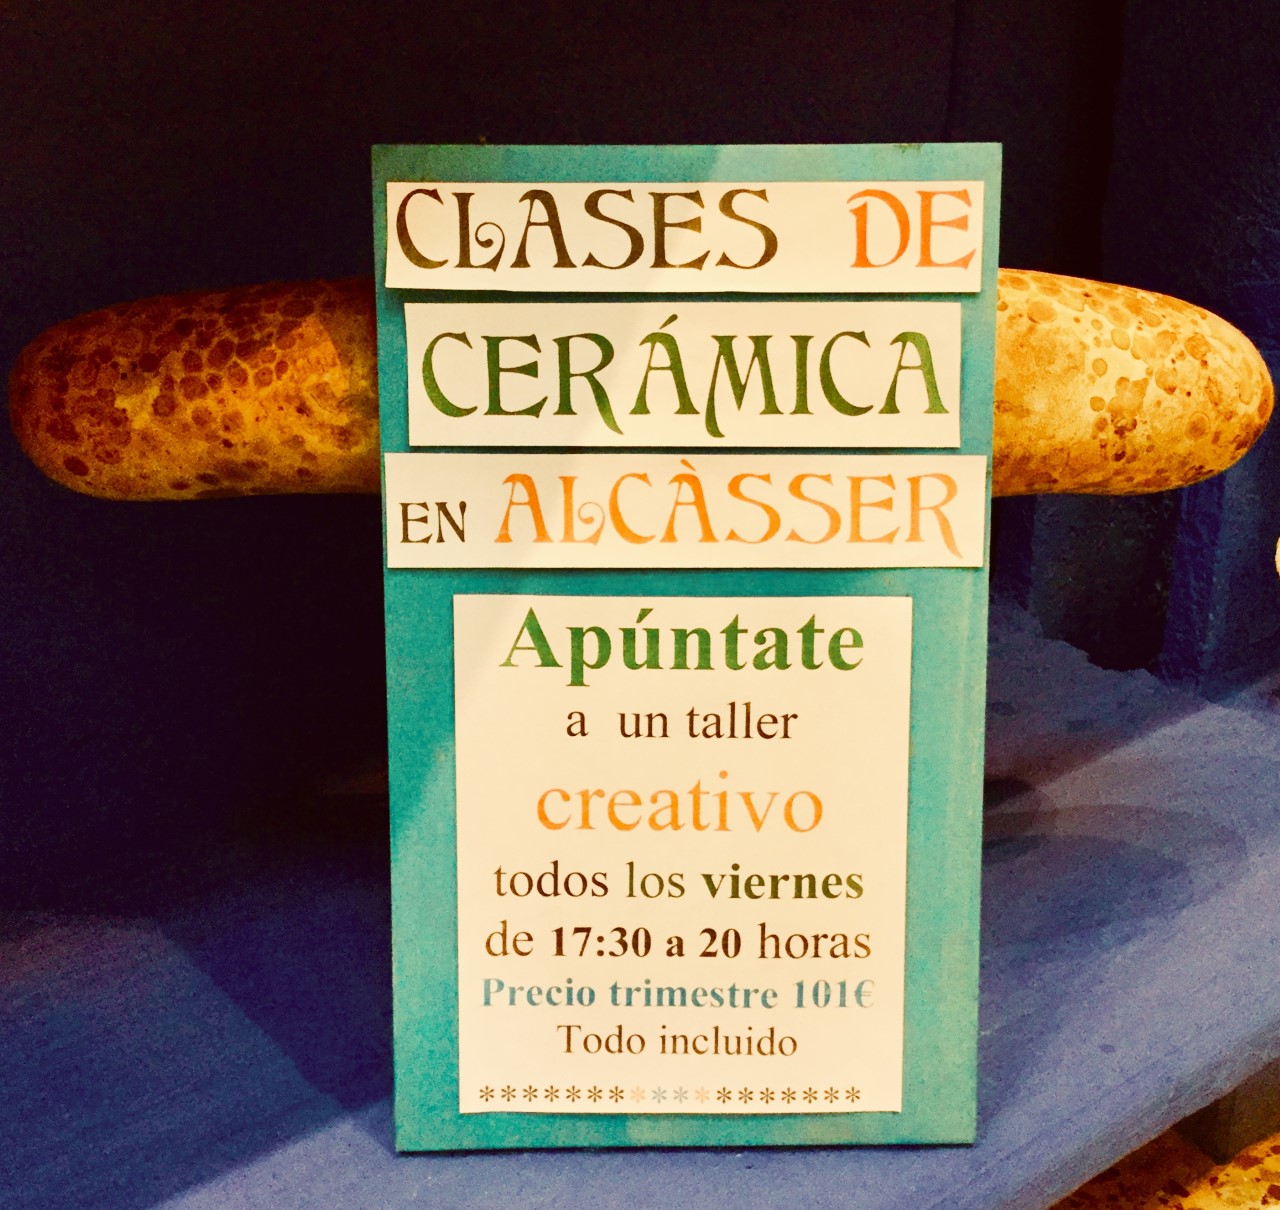 CLASES DE
CERÁMICA
EN ALCÀSSER
Apúntate
a un taller
creativo
todos los viernes
de 17:30 a 20 horas
Precio trimestre 101€
Todo incluido
******************